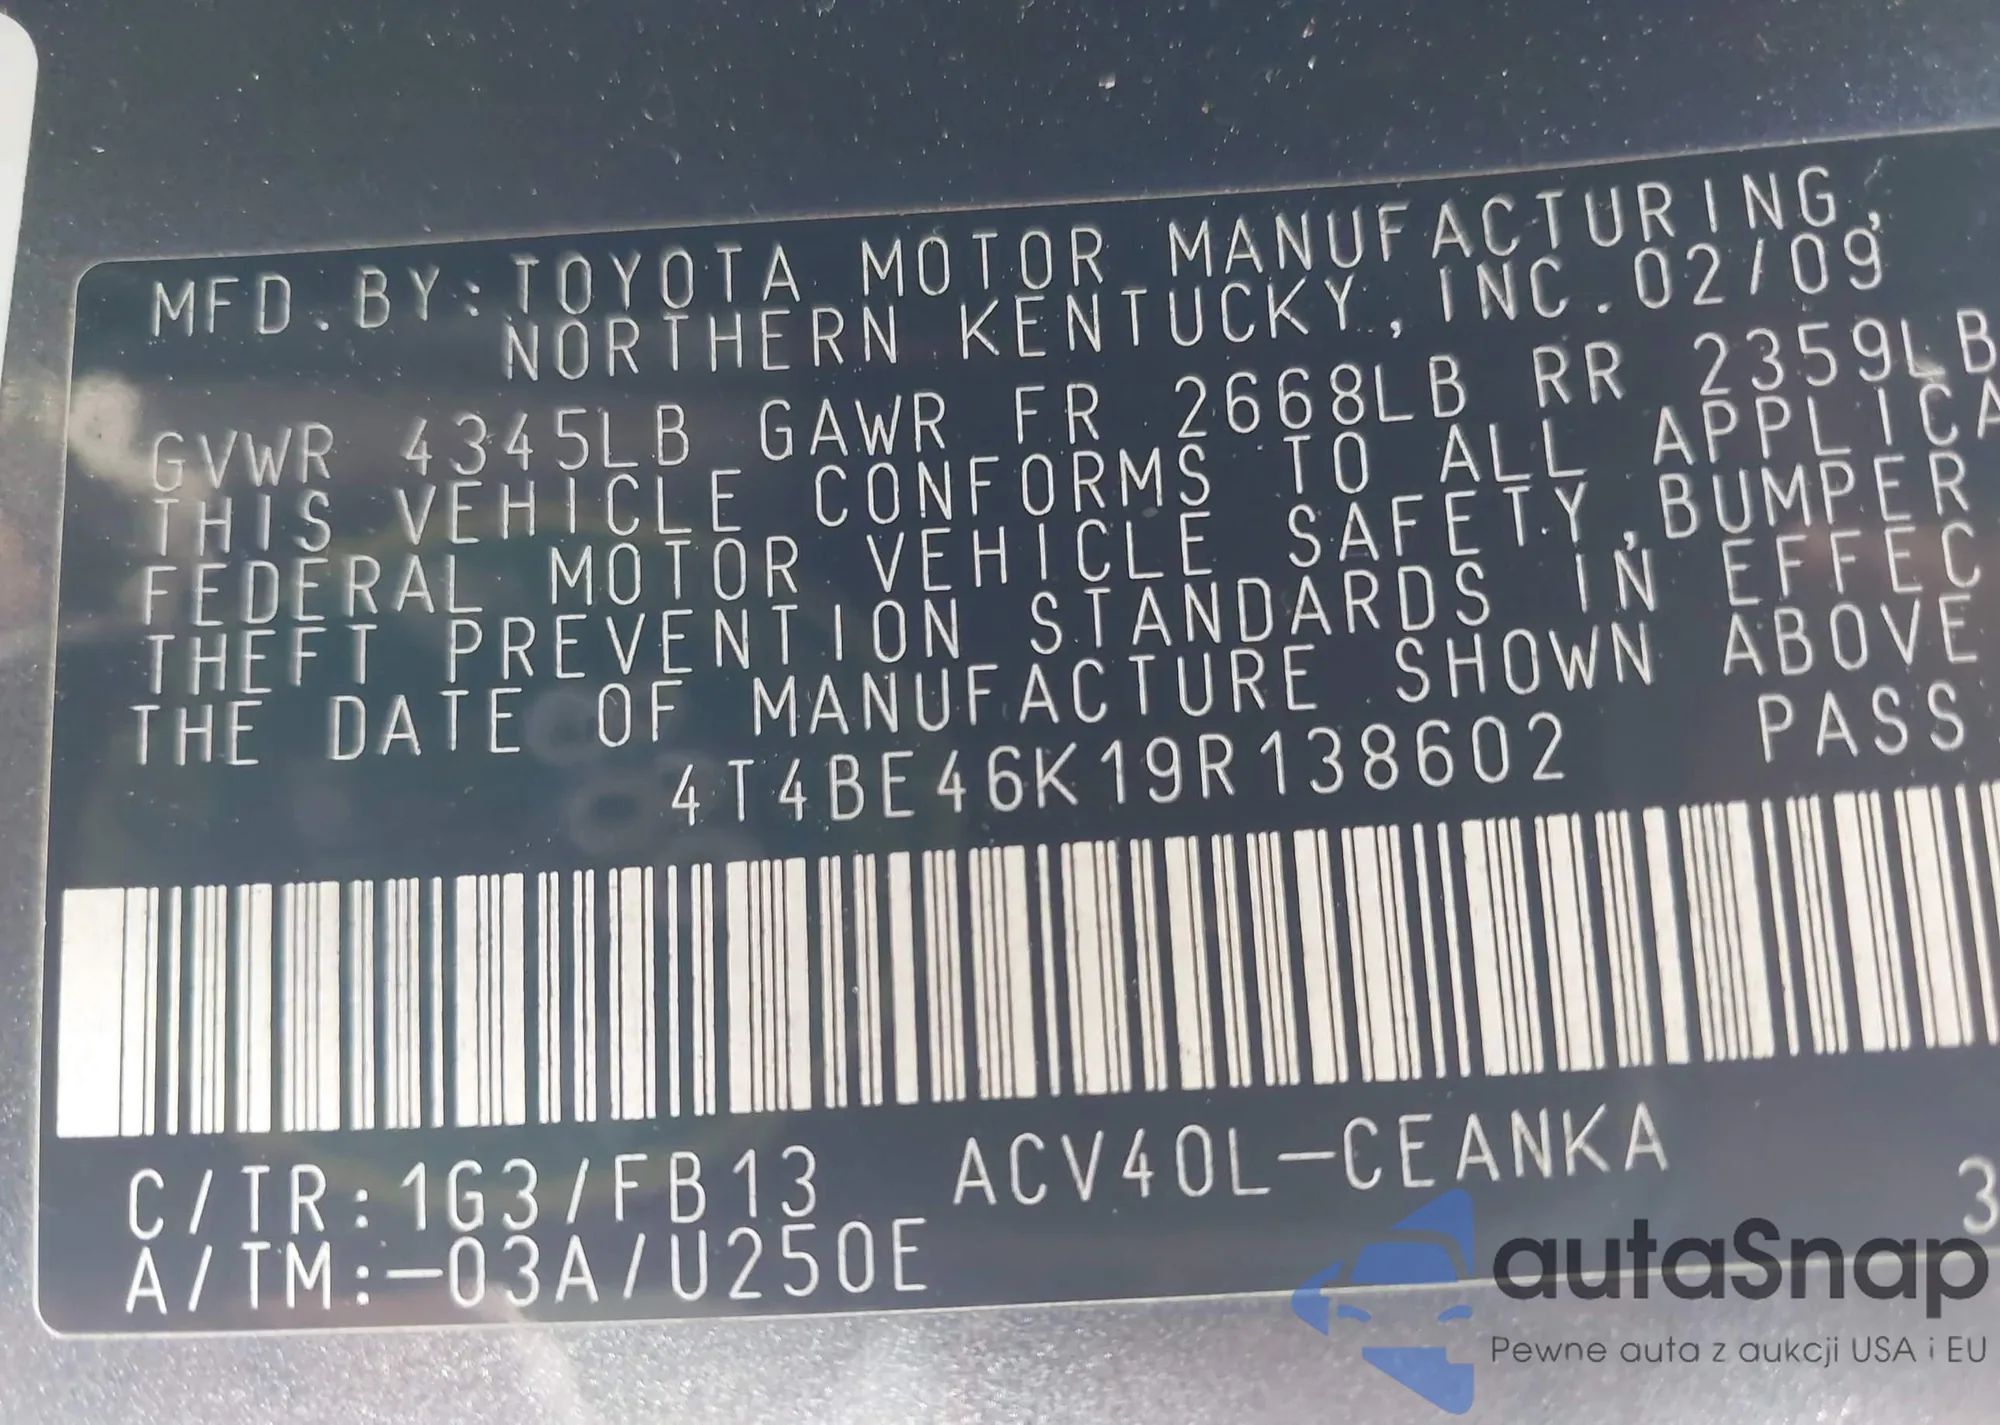 MFD.BY:TOYOTA MOTOR MANUFACTURING,
NORTHERN KENTUCKY, INC.02/09
GVWR 4345LB GAWR FR 2668LB RR 2359LB
THIS VEHICLE CONFORMS TO ALL APPLICA
FEDERAL MOTOR VEHICLE SAFETY,BUMPER
THEFT PREVENTION STANDARDS IN EFFEC
THE DATE OF MANUFACTURE SHOWN ABOVE
4T4BE46K19R138602 PASS.
C/TR:1G3/FB13 ACV40L-CEANKA
A/TM:-03A/U250E 3
autaSnap
Pewne auta z aukcji USA i EU